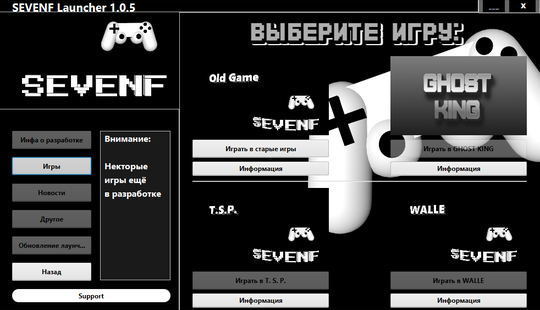 SEVENF Launcher 1.0.5
__ X
SEVENF
Инфа о разработке
Игры
Новости
Другое
Обновление лаунч...
Назад
Support
Внимание:
Некторые
игры ещё
в разработке
ВЫБЕРИТЕ ИГРУ:
Old Game
SEVENF
Играть в старые игры
Информация
GHOST
KING
Играть в GHOST KING
Информация
T.S.P.
SEVENF
Играть в T. S. P.
Информация
WALLE
SEVENF
Играть в WALLE
Информация